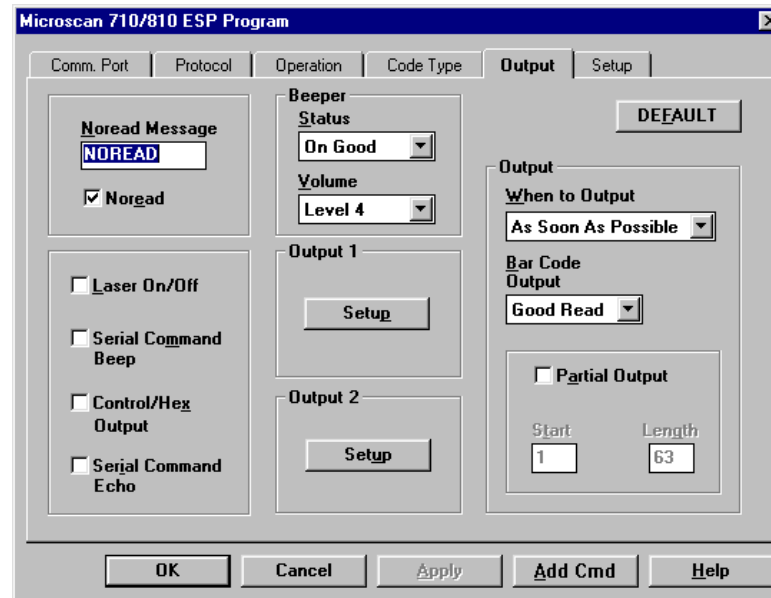 Microscan 710/810 ESP Program
Comm. Port
Protocol
Operation
Code Type
Output
Setup
Noread Message
NOREAD
Noread
Laser On/Off
Serial Command
Beep
Control/Hex
Output
Serial Command
Echo
Beeper
Status
On Good
Volume
Level 4
Output 1
Setup
Output 2
Setup
DEFAULT
Output
When to Output
As Soon As Possible
Bar Code
Output
Good Read
Partial Output
Start
Length
1
63
OK
Cancel
Apply
Add Cmd
Help